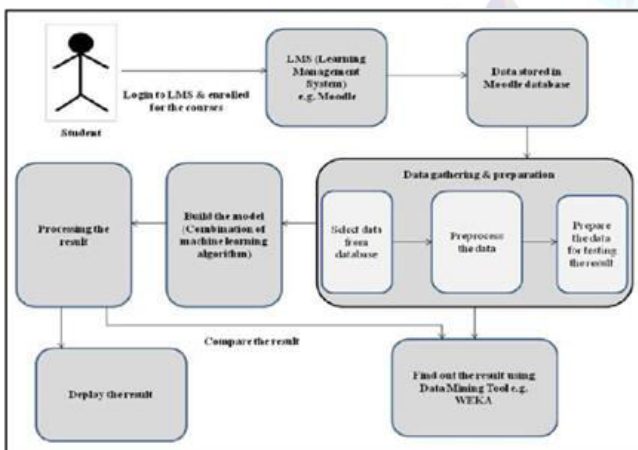 LMS (Learning
Management
System)
e.g. Moodle
Data stored in
Moodle database
Login to LMS & enrolled
for the courses
Student
Data gathering & preparation
Select data
from
database
Preprocess
the data
Prepare
the data
for testing
the result
Build the model
(Combination of
machine learning
algorithm)
Processing the
result
Compare the result
Deploy the result
Find out the result using
Data Mining Tool e.g.
WEKA